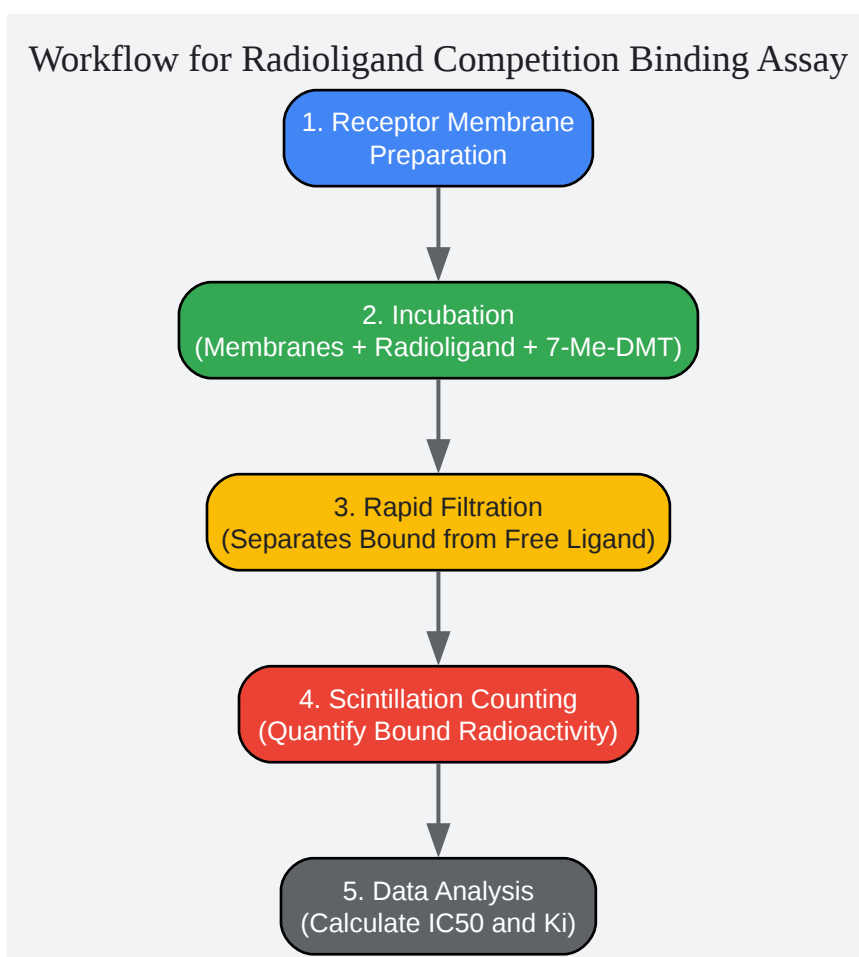 Workflow for Radioligand Competition Binding Assay
1. Receptor Membrane
Preparation
2. Incubation
(Membranes + Radioligand + 7-Me-DMT)
3. Rapid Filtration
(Separates Bound from Free Ligand)
4. Scintillation Counting
(Quantify Bound Radioactivity)
5. Data Analysis
(Calculate IC50 and Ki)